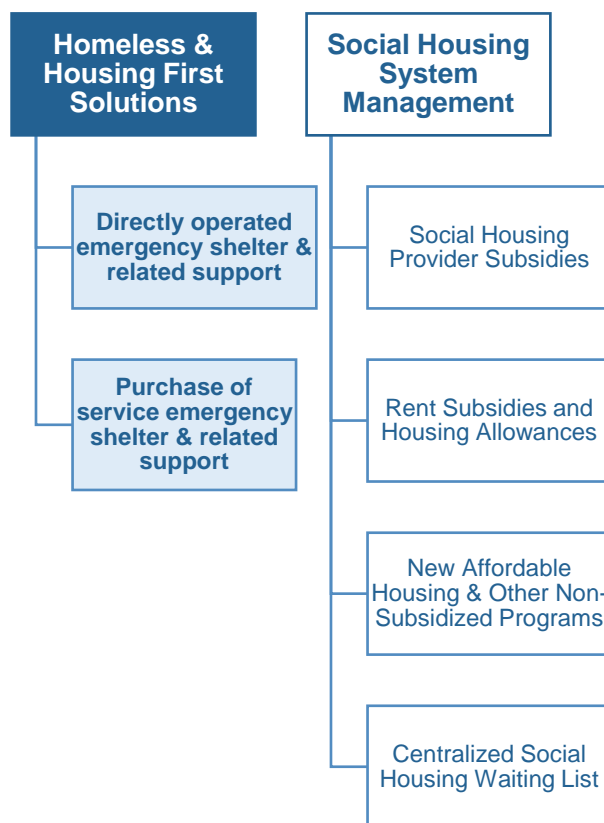 Homeless &
Housing First
Solutions
Directly operated
emergency shelter &
related support
Purchase of
service emergency
shelter & related
support
Social Housing
System
Management
Social Housing
Provider Subsidies
Rent Subsidies and
Housing Allowances
New Affordable
Housing & Other Non-
Subsidized Programs
Centralized Social
Housing Waiting List